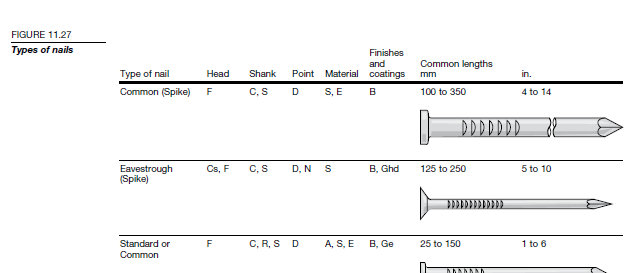 FIGURE 11.27
Types of nails
Finishes
and
Common lengths
Type of nail Head Shank Point Material coatings mm in.
Common (Spike) F C, S D S, E B 100 to 350 4 to 14
Eavestrough Cs, F C, S D, N S B, Ghd 125 to 250 5 to 10
(Spike)
Standard or F C, R, S D A, S, E B, Ge 25 to 150 1 to 6
Common